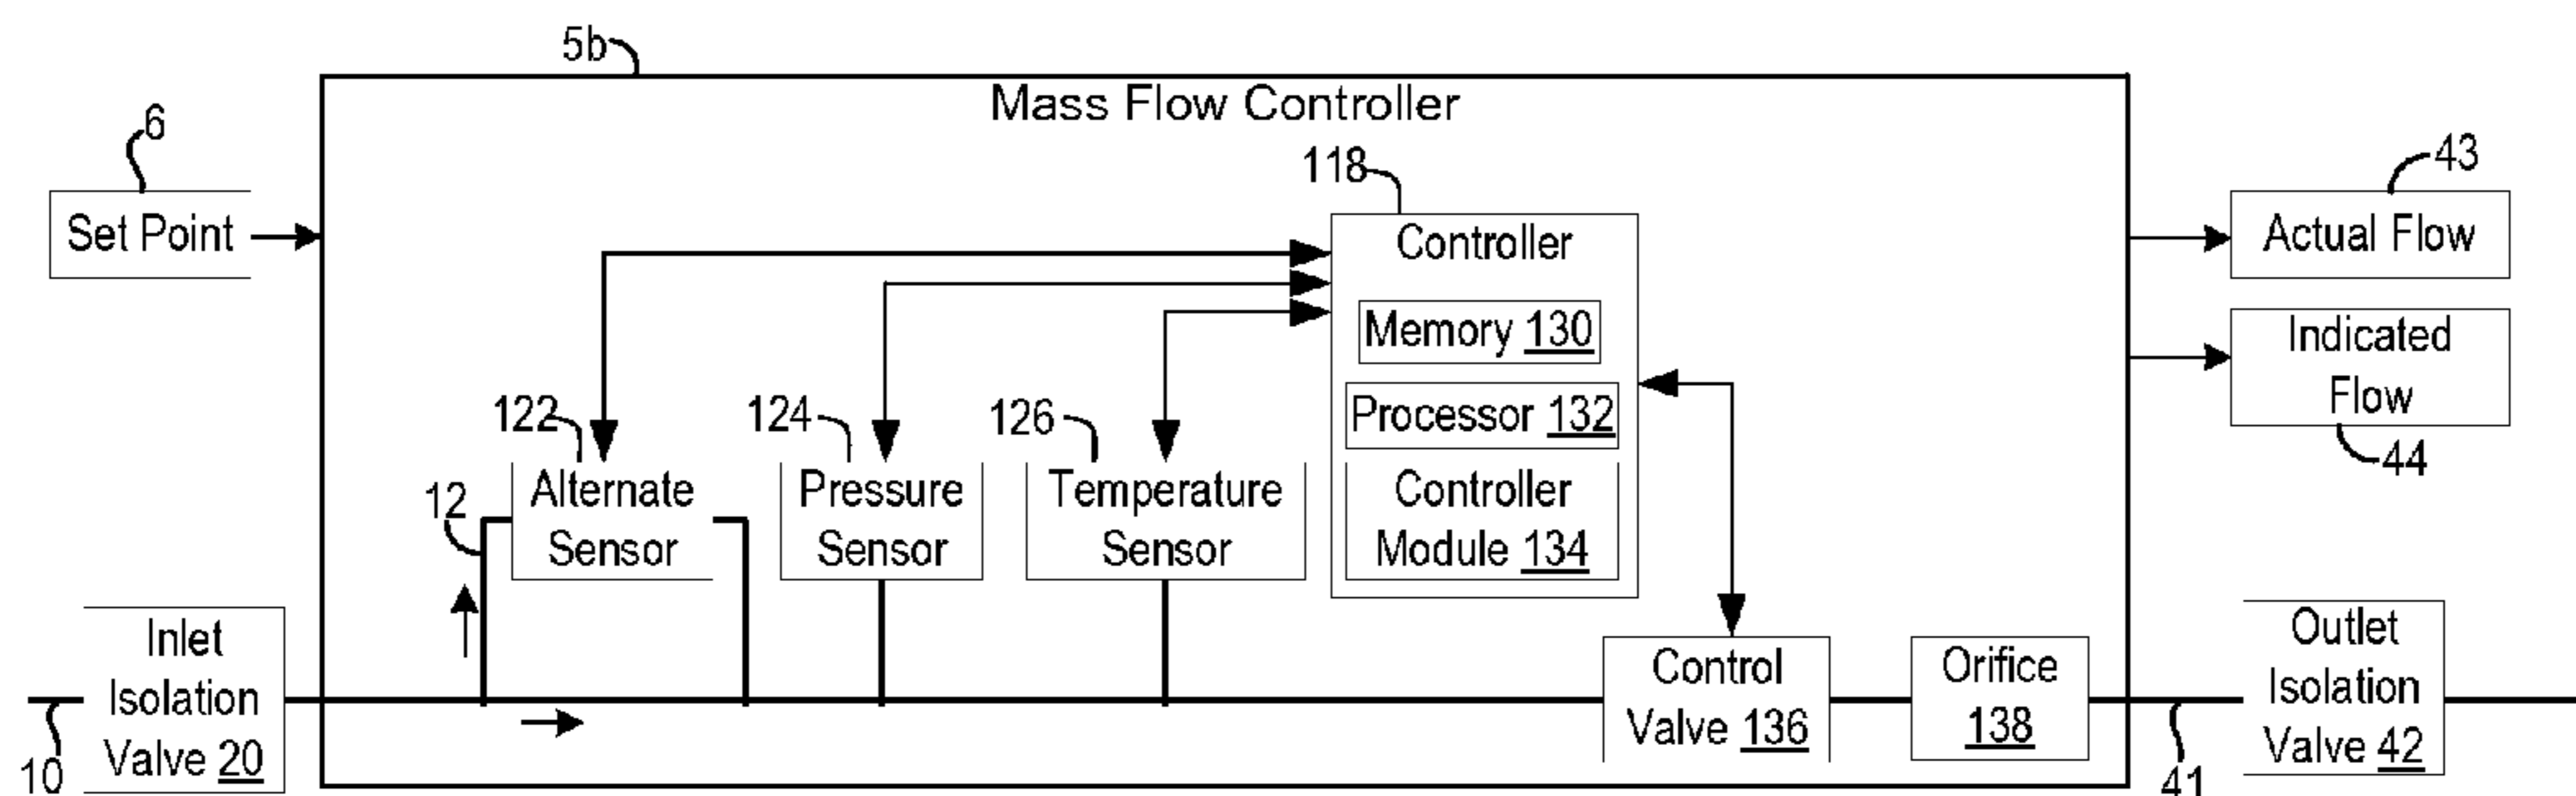 5b
Mass Flow Controller
6
Set Point
118
Controller
Memory 130
Processor 132
Controller
Module 134
43
Actual Flow
Indicated
Flow
44
122
Alternate
Sensor
124
Pressure
Sensor
126
Temperature
Sensor
12
Inlet
Isolation
Valve 20
10
Control
Valve 136
Orifice
138
Outlet
Isolation
Valve 42
41